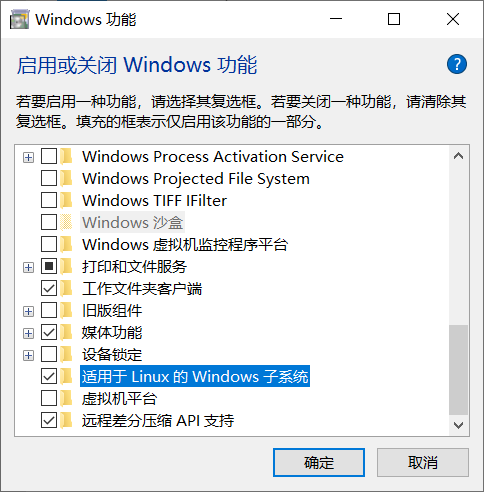 Windows 功能
启用或关闭 Windows 功能
?
若要启用一种功能，请选择其复选框。若要关闭一种功能，请清除其
复选框。填充的框表示仅启用该功能的一部分。
Windows Process Activation Service
Windows Projected File System
Windows TIFF IFilter
Windows 沙盒
Windows 虚拟机监控程序平台
打印和文件服务
工作文件夹客户端
旧版组件
媒体功能
设备锁定
适用于 Linux 的 Windows 子系统
虚拟机平台
远程差分压缩 API 支持
确定 取消